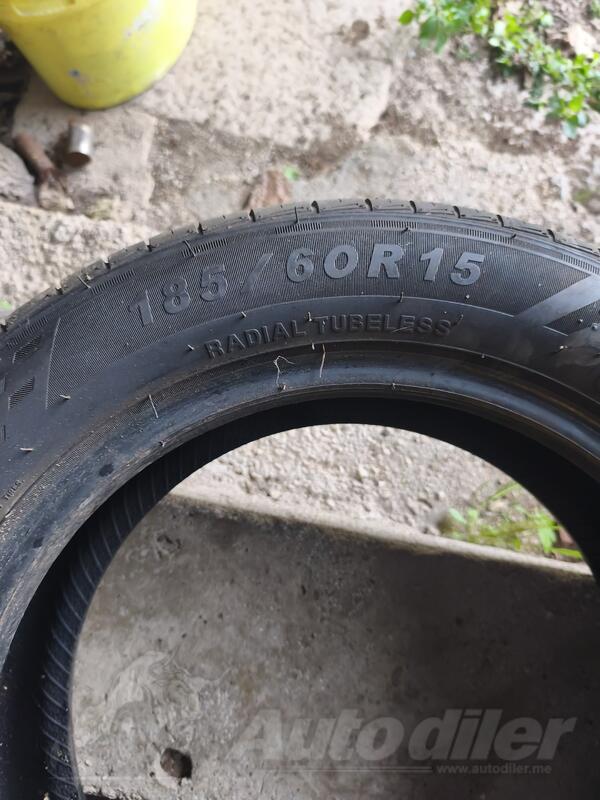 185/60R15
RADIAL TUBELESS
Autodiler
www.autodiler.me